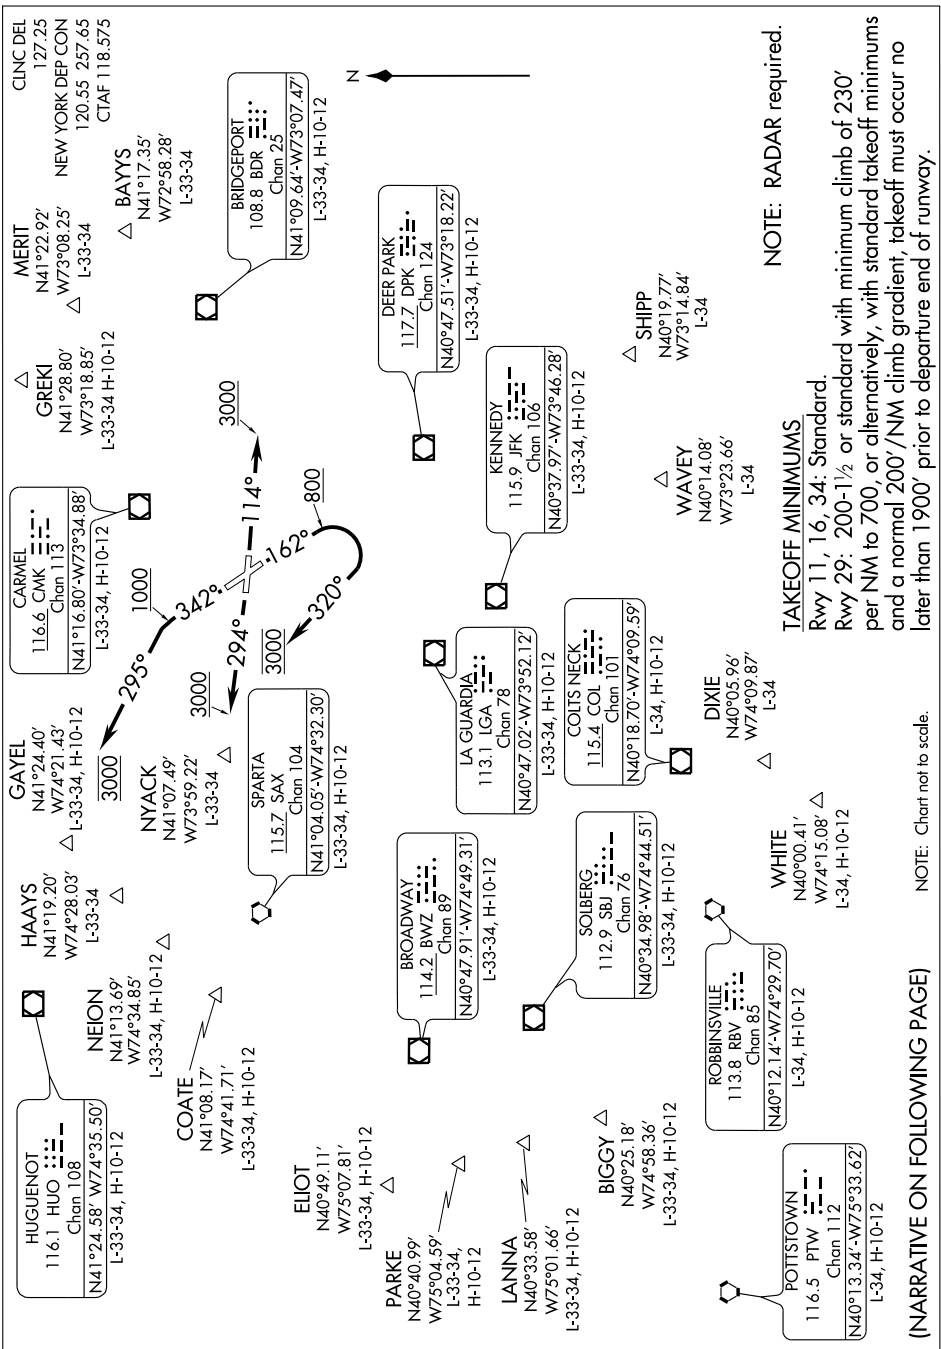 CLNC DEL
127.25
NEW YORK DEP CON
120.55 257.65
CTAF 118.575
HUGUENOT
116.1 HUO
Chan 108
N41°24.58' W74°35.50'
L-33-34, H-10-12
HAAYS
N41°19.20'
W74°28.03'
L-33-34
GAYEL
N41°24.40'
W74°21.43'
L-33-34, H-10-12
CARMEL
116.6 CMK
Chan 113
N41°16.80'-W73°34.88'
L-33-34, H-10-12
GREKI
N41°28.80'
W73°18.85'
L-33-34 H-10-12
MERIT
N41°22.92'
W73°08.25'
L-33-34
BAYYS
N41°17.35'
W72°58.28'
L-33-34
NEION
N41°13.69'
W74°34.85'
L-33-34, H-10-12
COATE
N41°08.17'
W74°41.71'
L-33-34, H-10-12
NYACK
N41°07.49'
W73°59.22'
L-33-34
3000
295°
1000
342°
3000
294°
114°
3000
162°
800
320°
3000
BRIDGEPORT
108.8 BDR
Chan 25
N41°09.64'-W73°07.47'
L-33-34, H-10-12
N
SPARTA
115.7 SAX
Chan 104
N41°04.05'-W74°32.30'
L-33-34, H-10-12
ELIOT
N40°49.11'
W75°07.81'
L-33-34, H-10-12
BROADWAY
114.2 BWZ
Chan 89
N40°47.91'-W74°49.31'
L-33-34, H-10-12
DEER PARK
117.7 DPK
Chan 124
N40°47.51'-W73°18.22'
L-33-34, H-10-12
PARKE
N40°40.99'
W75°04.59'
L-33-34,
H-10-12
LA GUARDIA
113.1 LGA
Chan 78
N40°47.02'-W73°52.12'
L-33-34, H-10-12
KENNEDY
115.9 JFK
Chan 106
N40°37.97'-W73°46.28'
L-33-34, H-10-12
LANNA
N40°33.58'
W75°01.66'
L-33-34, H-10-12
SOLBERG
112.9 SBJ
Chan 76
N40°34.98'-W74°44.51'
L-33-34, H-10-12
COLTS NECK
115.4 COL
Chan 101
N40°18.70'-W74°09.59'
L-34, H-10-12
BIGGY
N40°25.18'
W74°58.36'
L-33-34, H-10-12
SHIPP
N40°19.77'
W73°14.84'
L-34
WAVEY
N40°14.08'
W73°23.66'
L-34
DIXIE
N40°05.96'
W74°09.87'
L-34
ROBBINSVILLE
113.8 RBV
Chan 85
N40°12.14'-W74°29.70'
L-34, H-10-12
WHITE
N40°00.41'
W74°15.08'
L-34, H-10-12
POTTSTOWN
116.5 PTW
Chan 112
N40°13.34'-W75°33.62'
L-34, H-10-12
NOTE: RADAR required.
TAKEOFF MINIMUMS
Rwy 11, 16, 34: Standard.
Rwy 29: 200-1½ or standard with minimum climb of 230'
per NM to 700, or alternatively, with standard takeoff minimums
and a normal 200'/NM climb gradient, takeoff must occur no
later than 1900' prior to departure end of runway.
(NARRATIVE ON FOLLOWING PAGE)
NOTE: Chart not to scale.